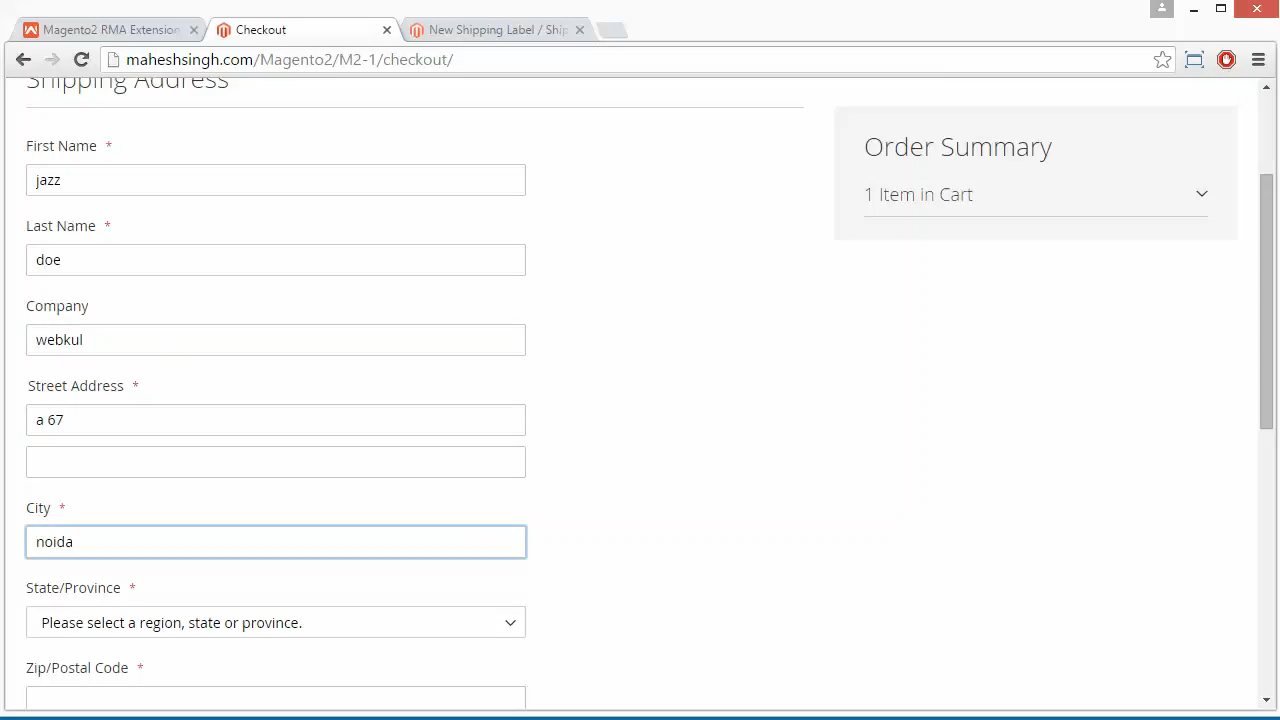 Magento2 RMA Extension
Checkout
New Shipping Label / Ship
maheshsingh.com/Magento2/M2-1/checkout/
Shipping Address
First Name *
jazz
Last Name *
doe
Company
webkul
Street Address *
a 67
City *
noida
State/Province *
Please select a region, state or province.
Zip/Postal Code *
Order Summary
1 Item in Cart